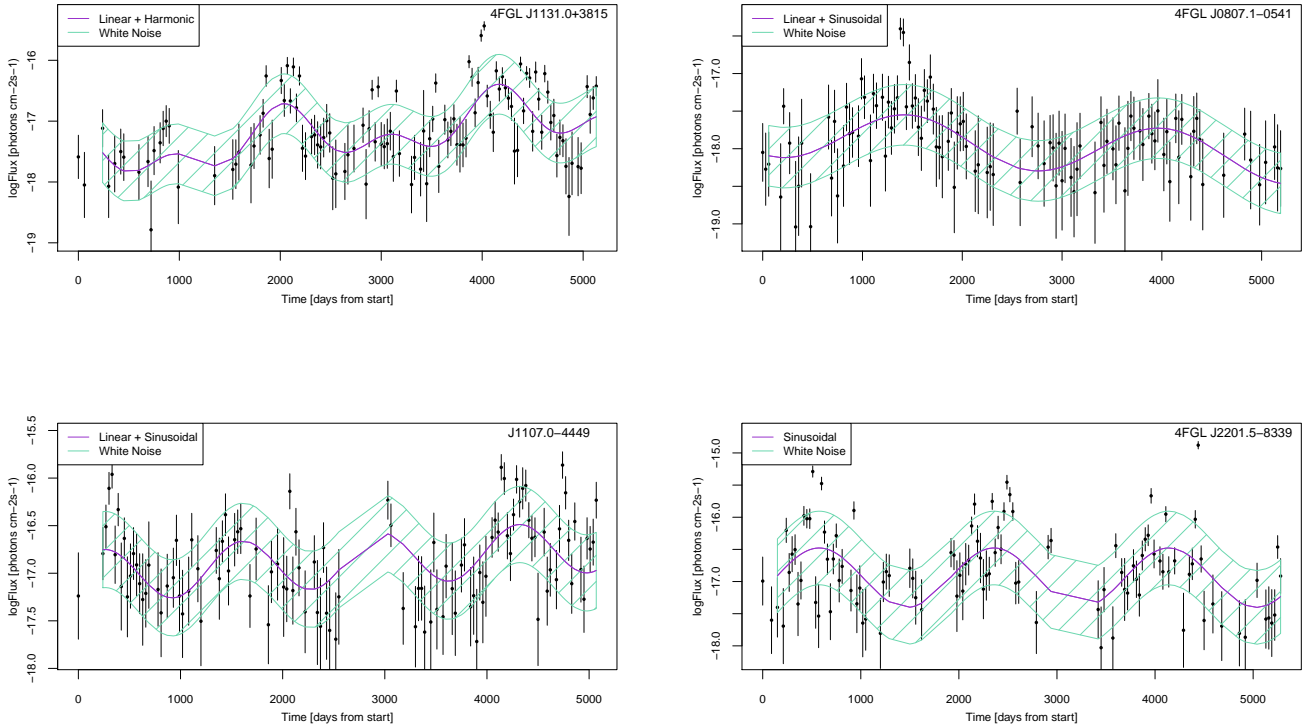 4FGL J1131.0+3815
Linear + Harmonic
White Noise
logFlux [photons cm−2s−1)
−16
−17
−18
−19
0 1000 2000 3000 4000 5000
Time [days from start]
4FGL J0807.1−0541
Linear + Sinusoidal
White Noise
logFlux [photons cm−2s−1)
−17.0
−18.0
−19.0
0 1000 2000 3000 4000 5000
Time [days from start]
J1107.0−4449
Linear + Sinusoidal
White Noise
logFlux [photons cm−2s−1)
−15.5
−16.0
−16.5
−17.0
−17.5
−18.0
0 1000 2000 3000 4000 5000
Time [days from start]
4FGL J2201.5−8339
Sinusoidal
White Noise
logFlux [photons cm−2s−1)
−15.0
−16.0
−17.0
−18.0
0 1000 2000 3000 4000 5000
Time [days from start]